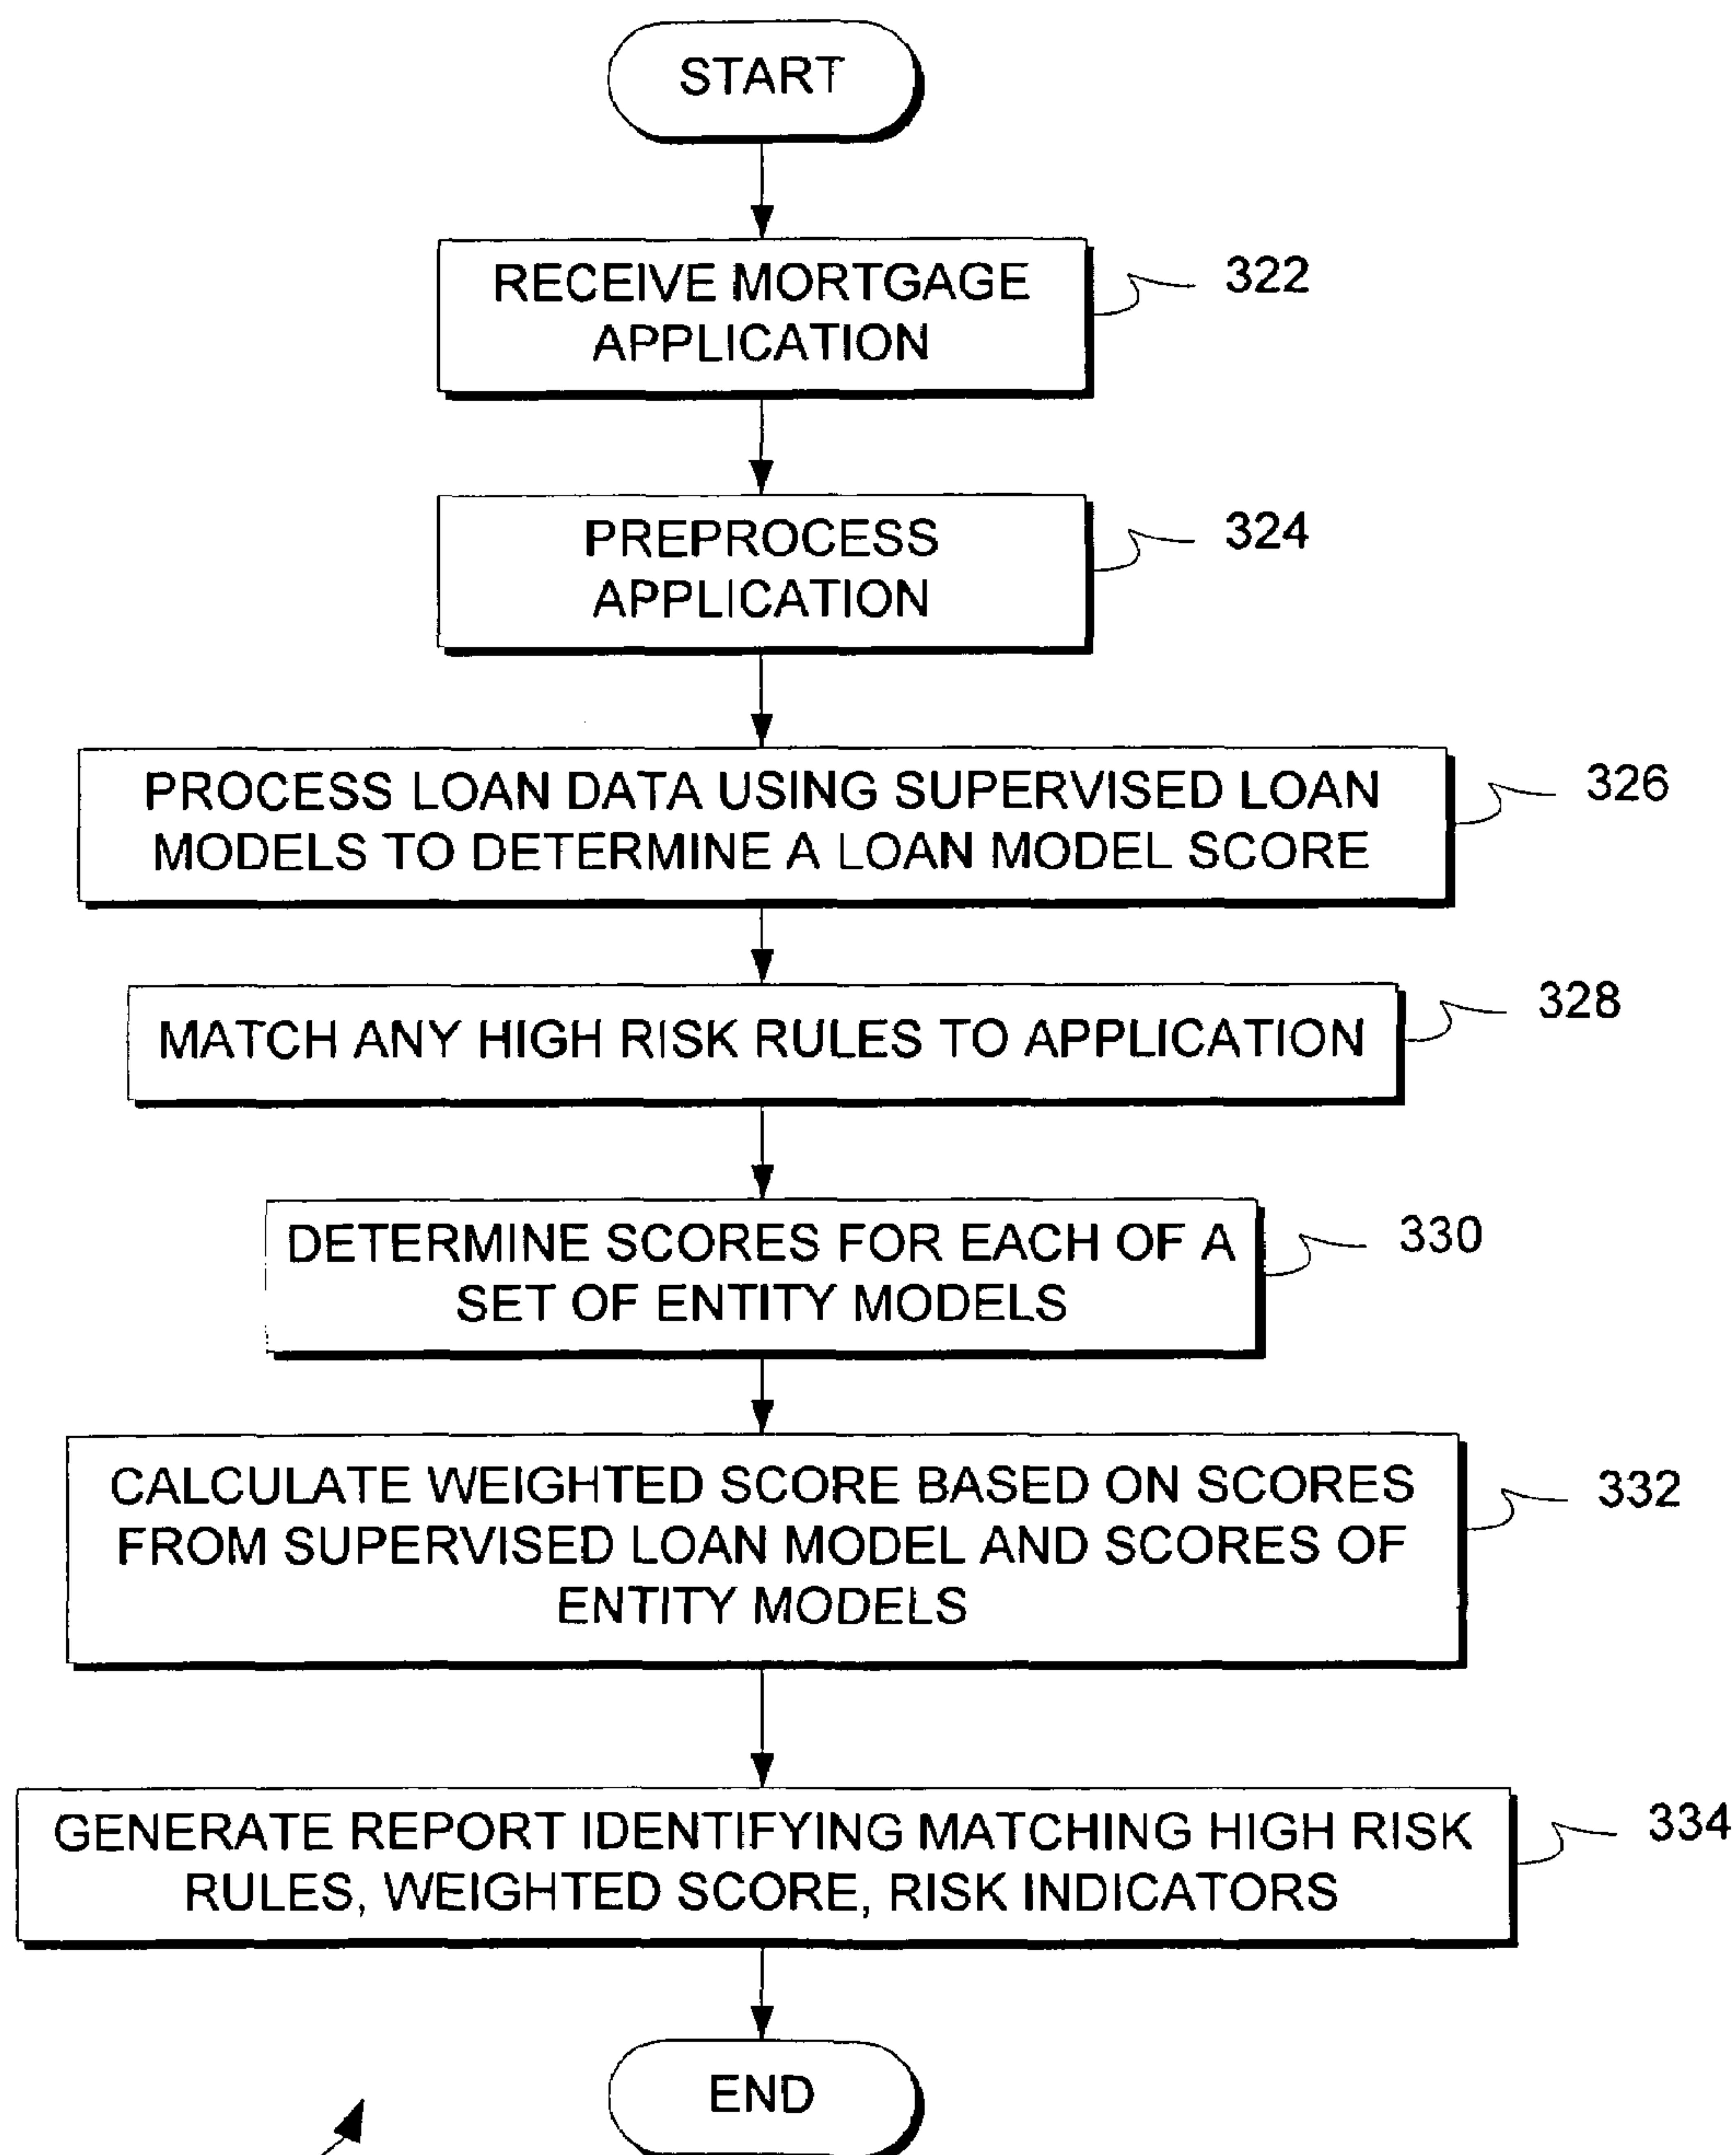 START
RECEIVE MORTGAGE
APPLICATION
322
PREPROCESS
APPLICATION
324
PROCESS LOAN DATA USING SUPERVISED LOAN
MODELS TO DETERMINE A LOAN MODEL SCORE
326
MATCH ANY HIGH RISK RULES TO APPLICATION
328
DETERMINE SCORES FOR EACH OF A
SET OF ENTITY MODELS
330
CALCULATE WEIGHTED SCORE BASED ON SCORES
FROM SUPERVISED LOAN MODEL AND SCORES OF
ENTITY MODELS
332
GENERATE REPORT IDENTIFYING MATCHING HIGH RISK
RULES, WEIGHTED SCORE, RISK INDICATORS
334
END